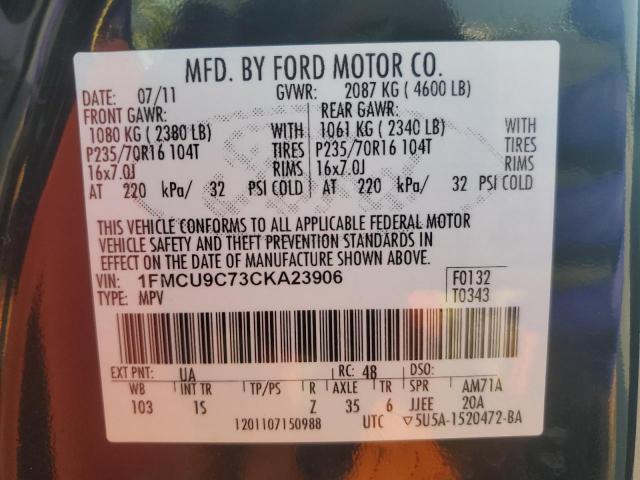 MFD. BY FORD MOTOR CO.
DATE: 07/11 GVWR: 2087 KG ( 4600 LB)
FRONT GAWR: REAR GAWR:
1080 KG ( 2380 LB) WITH 1061 KG ( 2340 LB) WITH
P235/70R16 104T TIRES P235/70R16 104T TIRES
16x7.0J RIMS 16x7.0J RIMS
AT 220 kPa/ 32 PSI COLD AT 220 kPa/ 32 PSI COLD
THIS VEHICLE CONFORMS TO ALL APPLICABLE FEDERAL MOTOR
VEHICLE SAFETY AND THEFT PREVENTION STANDARDS IN
EFFECT ON THE DATE OF MANUFACTURE SHOWN ABOVE.
VIN: 1FMCU9C73CKA23906 F0132
TYPE: MPV T0343
EXT PNT: UA RC: 48 DSO:
WB INT TR TP/PS R AXLE TR SPR AM71A
103 1S Z 35 6 JJEE 20A
1201107150988 UTC ▽5U5A-1520472-BA